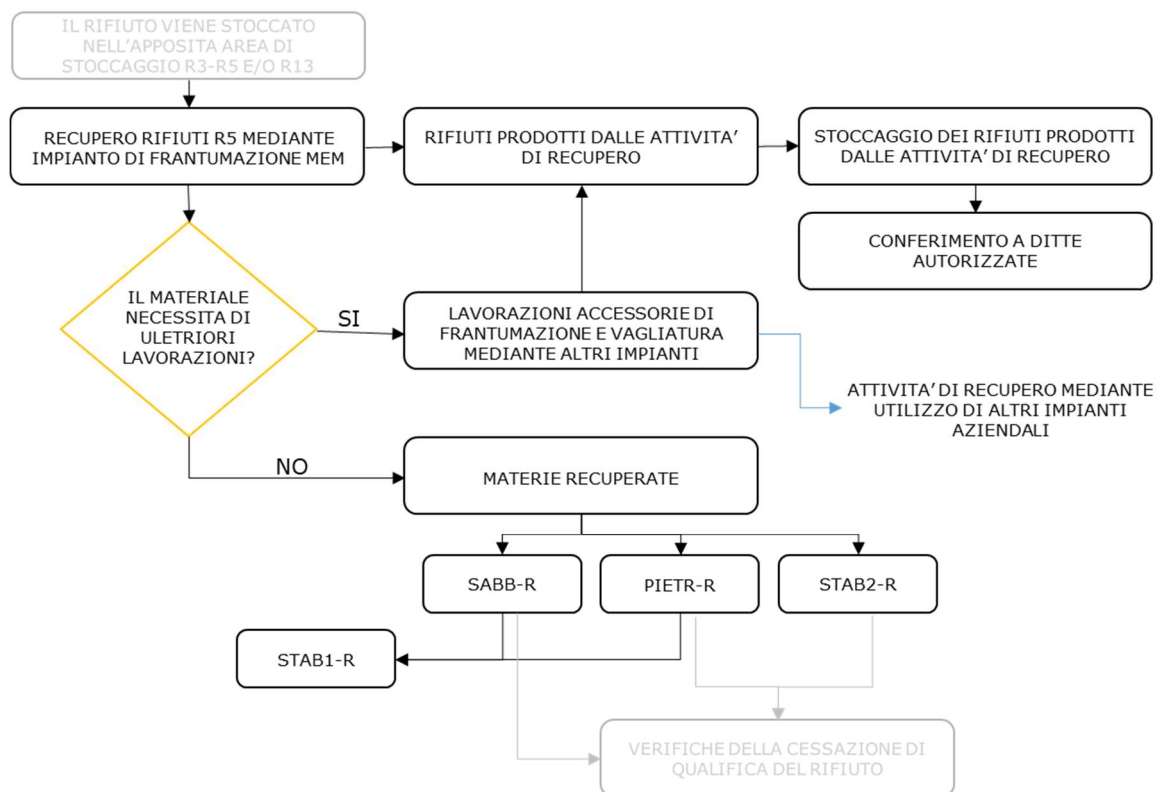 IL RIFIUTO VIENE STOCCATO
NELL'APPOSITA AREA DI
STOCCAGGIO R3-R5 E/O R13
RECUPERO RIFIUTI R5 MEDIANTE
IMPIANTO DI FRANTUMAZIONE MEM
RIFIUTI PRODOTTI DALLE ATTIVITA'
DI RECUPERO
STOCCAGGIO DEI RIFIUTI PRODOTTI
DALLE ATTIVITA' DI RECUPERO
CONFERIMENTO A DITTE
AUTORIZZATE
IL MATERIALE
NECESSITA DI
ULETRIORI
LAVORAZIONI?
SI
LAVORAZIONI ACCESSORIE DI
FRANTUMAZIONE E VAGLIATURA
MEDIANTE ALTRI IMPIANTI
ATTIVITA' DI RECUPERO MEDIANTE
UTILIZZO DI ALTRI IMPIANTI
AZIENDALI
NO
MATERIE RECUPERATE
SABB-R
PIETR-R
STAB2-R
STAB1-R
VERIFICHE DELLA CESSAZIONE DI
QUALIFICA DEL RIFIUTO